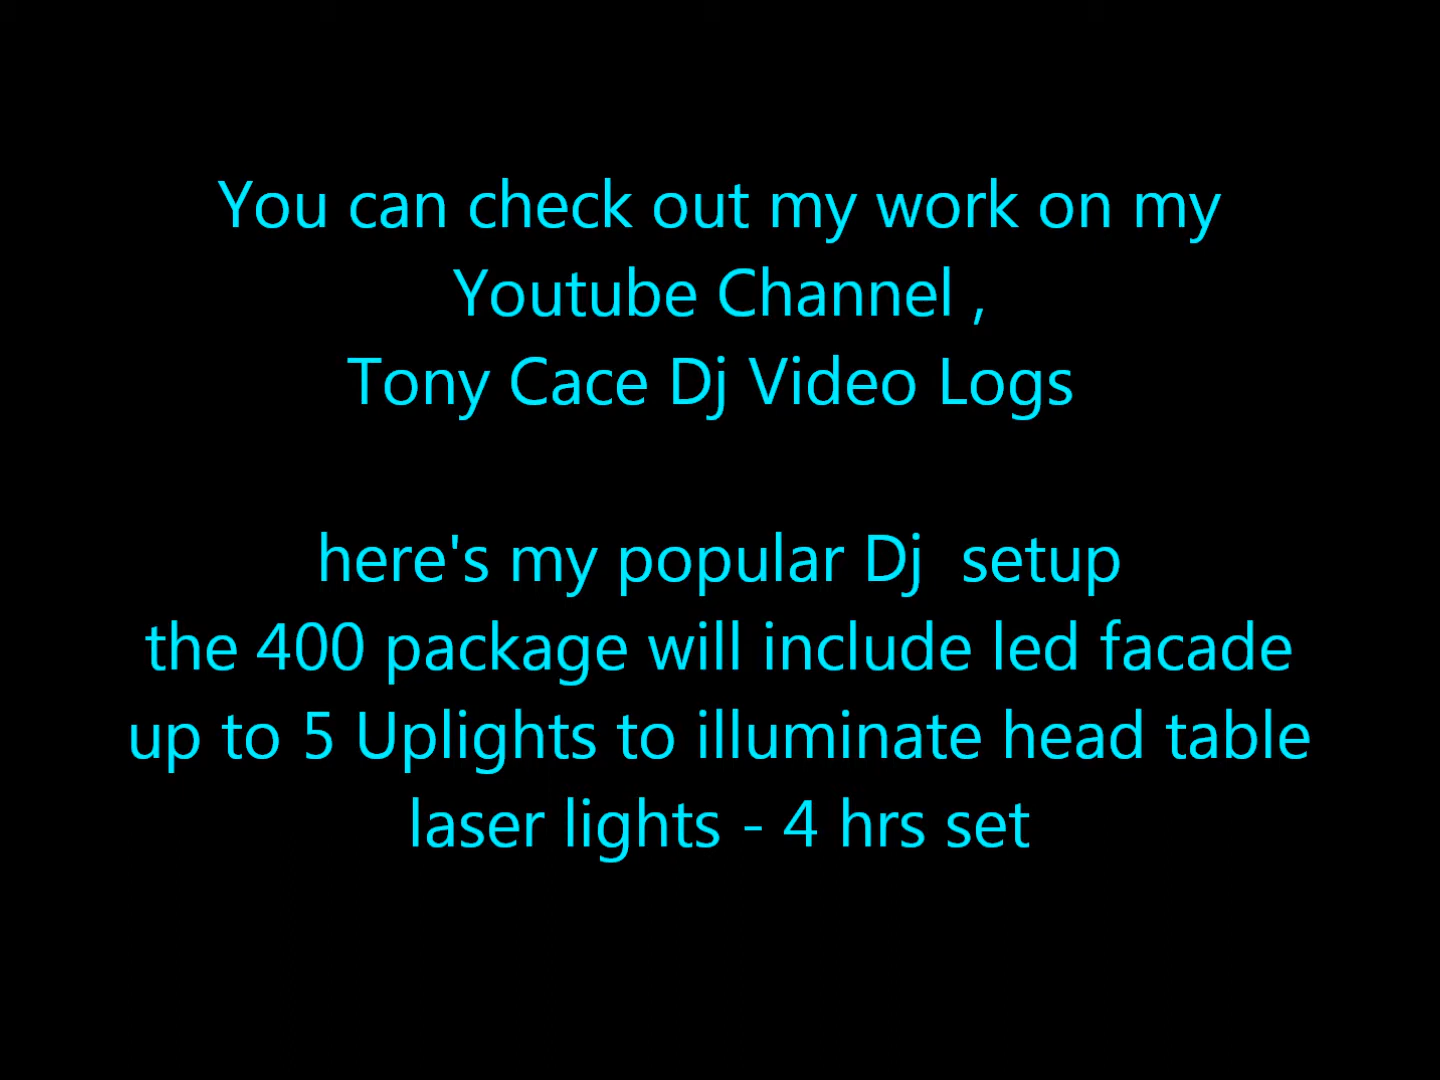 You can check out my work on my
Youtube Channel ,
Tony Cace Dj Video Logs
here's my popular Dj  setup
the 400 package will include led facade
up to 5 Uplights to illuminate head table
laser lights - 4 hrs set